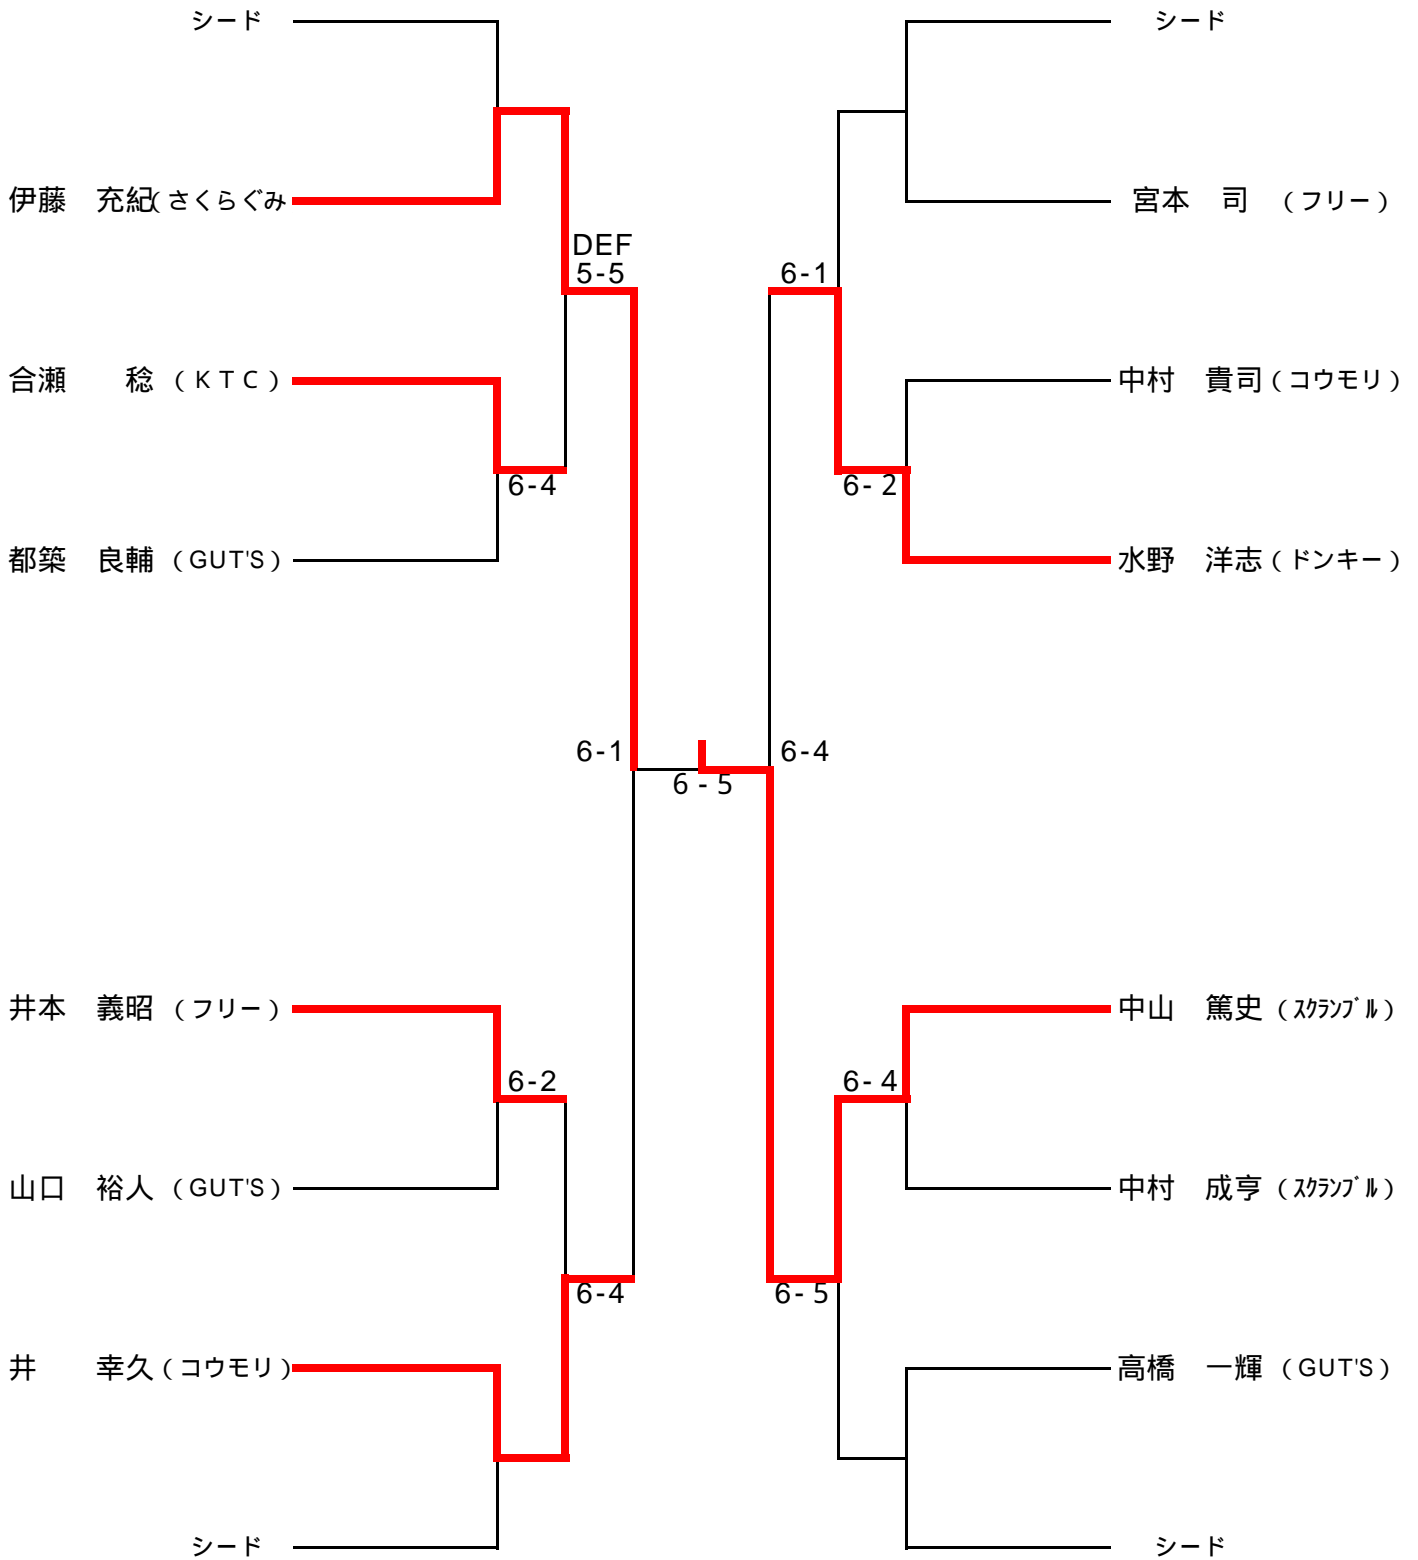 シード シード
伊藤 充紀(さくらぐみ 宮本 司 (フリー)
DEF
5-5 6-1
合瀬 稔 (KTC) 中村 貴司(コウモリ)
6-4 6-2
都築 良輔 (GUT'S) 水野 洋志(ドンキー)
6-1 6-4
6-5
井本 義昭 (フリー) 中山 篤史(ｽｸランﾌﾞﾙ)
6-2 6-4
山口 裕人 (GUT'S) 中村 成亨(ｽｸﾗﾝﾌﾞﾙ)
6-4 6-5
井 幸久(コウモリ) 高橋 一輝 (GUT'S)
シード シード